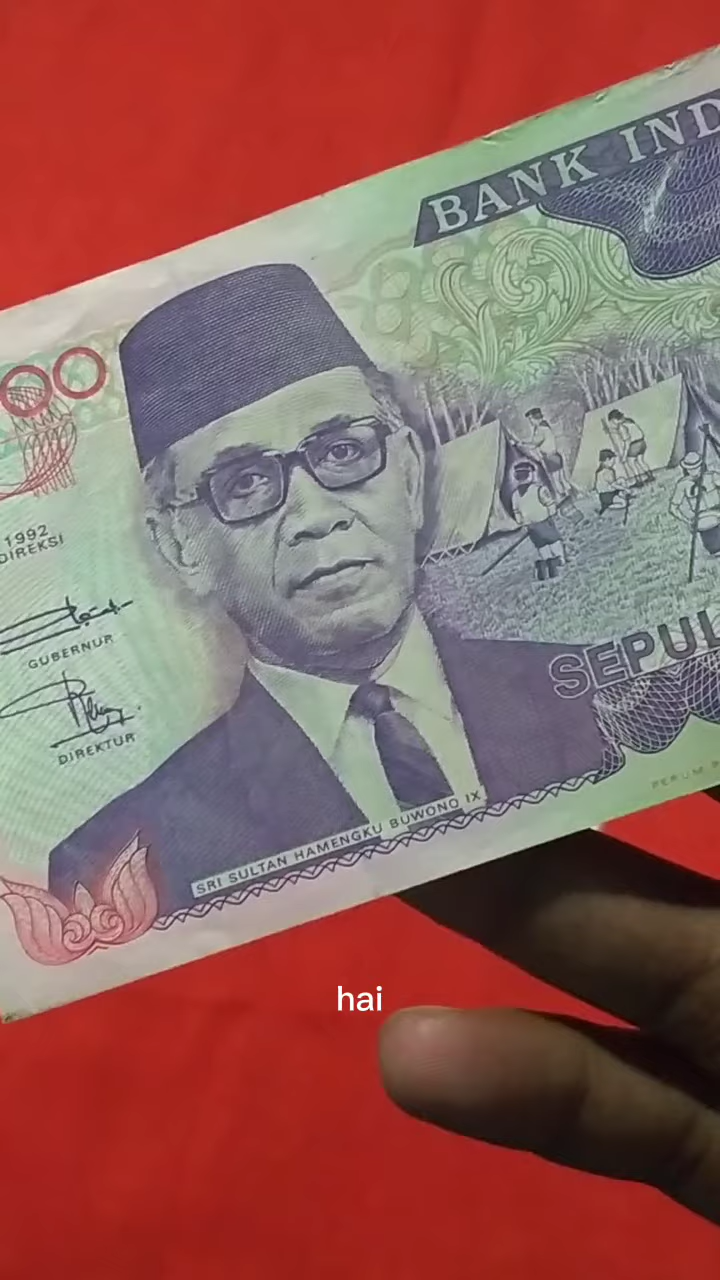 BANK IND
00
1992
DIREKSI
GUBERNUR
DIREKTUR
SEPUL
SRI SULTAN HAMENGKU BUWONO IX
PERUM P
hai